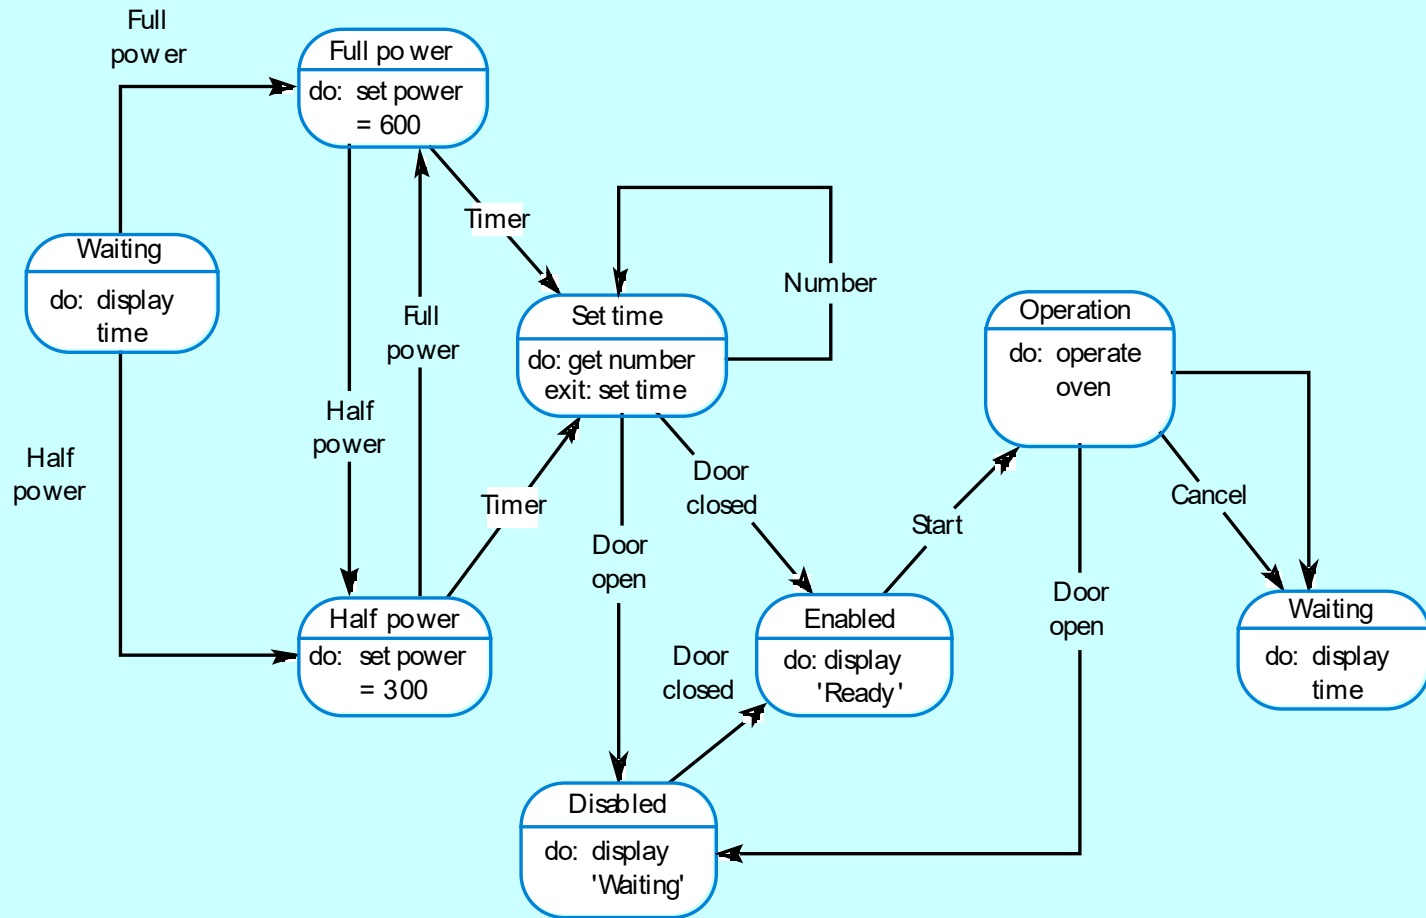 Full
power
Full power
do: set power
= 600
Timer
Waiting
do: display
time
Full
power
Number
Set time
do: get number
exit: set time
Operation
do: operate
oven
Half
power
Half
power
Timer
Door
closed
Cancel
Start
Door
open
Door
open
Half power
do: set power
= 300
Enabled
do: display
'Ready'
Waiting
do: display
time
Door
closed
Disabled
do: display
'Waiting'